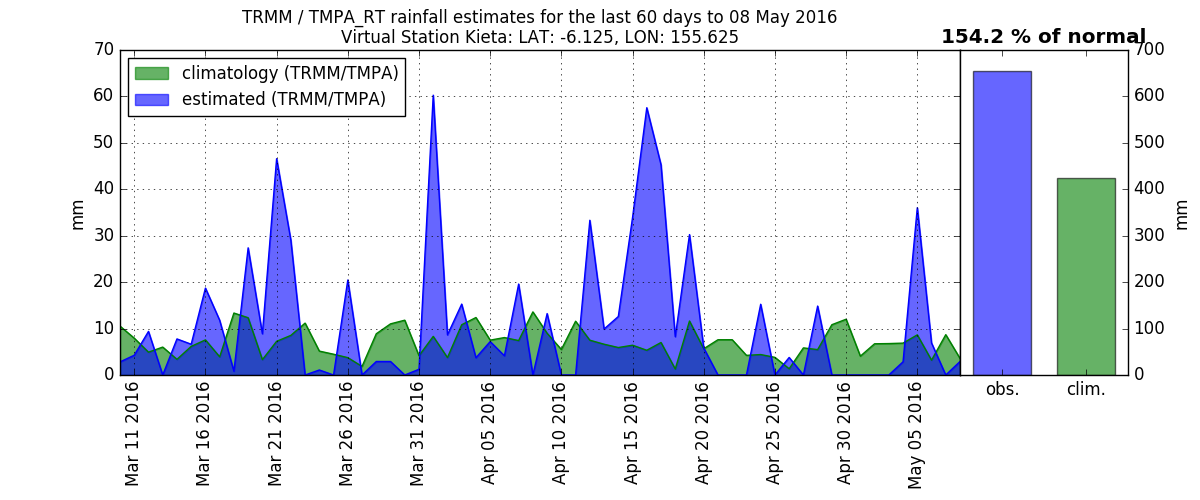 TRMM / TMPA_RT rainfall estimates for the last 60 days to 08 May 2016
Virtual Station Kieta: LAT: -6.125, LON: 155.625
154.2 % of normal
climatology (TRMM/TMPA)
estimated (TRMM/TMPA)
70
60
50
40
30
20
10
0
mm
Mar 11 2016
Mar 16 2016
Mar 21 2016
Mar 26 2016
Mar 31 2016
Apr 05 2016
Apr 10 2016
Apr 15 2016
Apr 20 2016
Apr 25 2016
Apr 30 2016
May 05 2016
obs.
clim.
700
600
500
400
300
200
100
0
mm